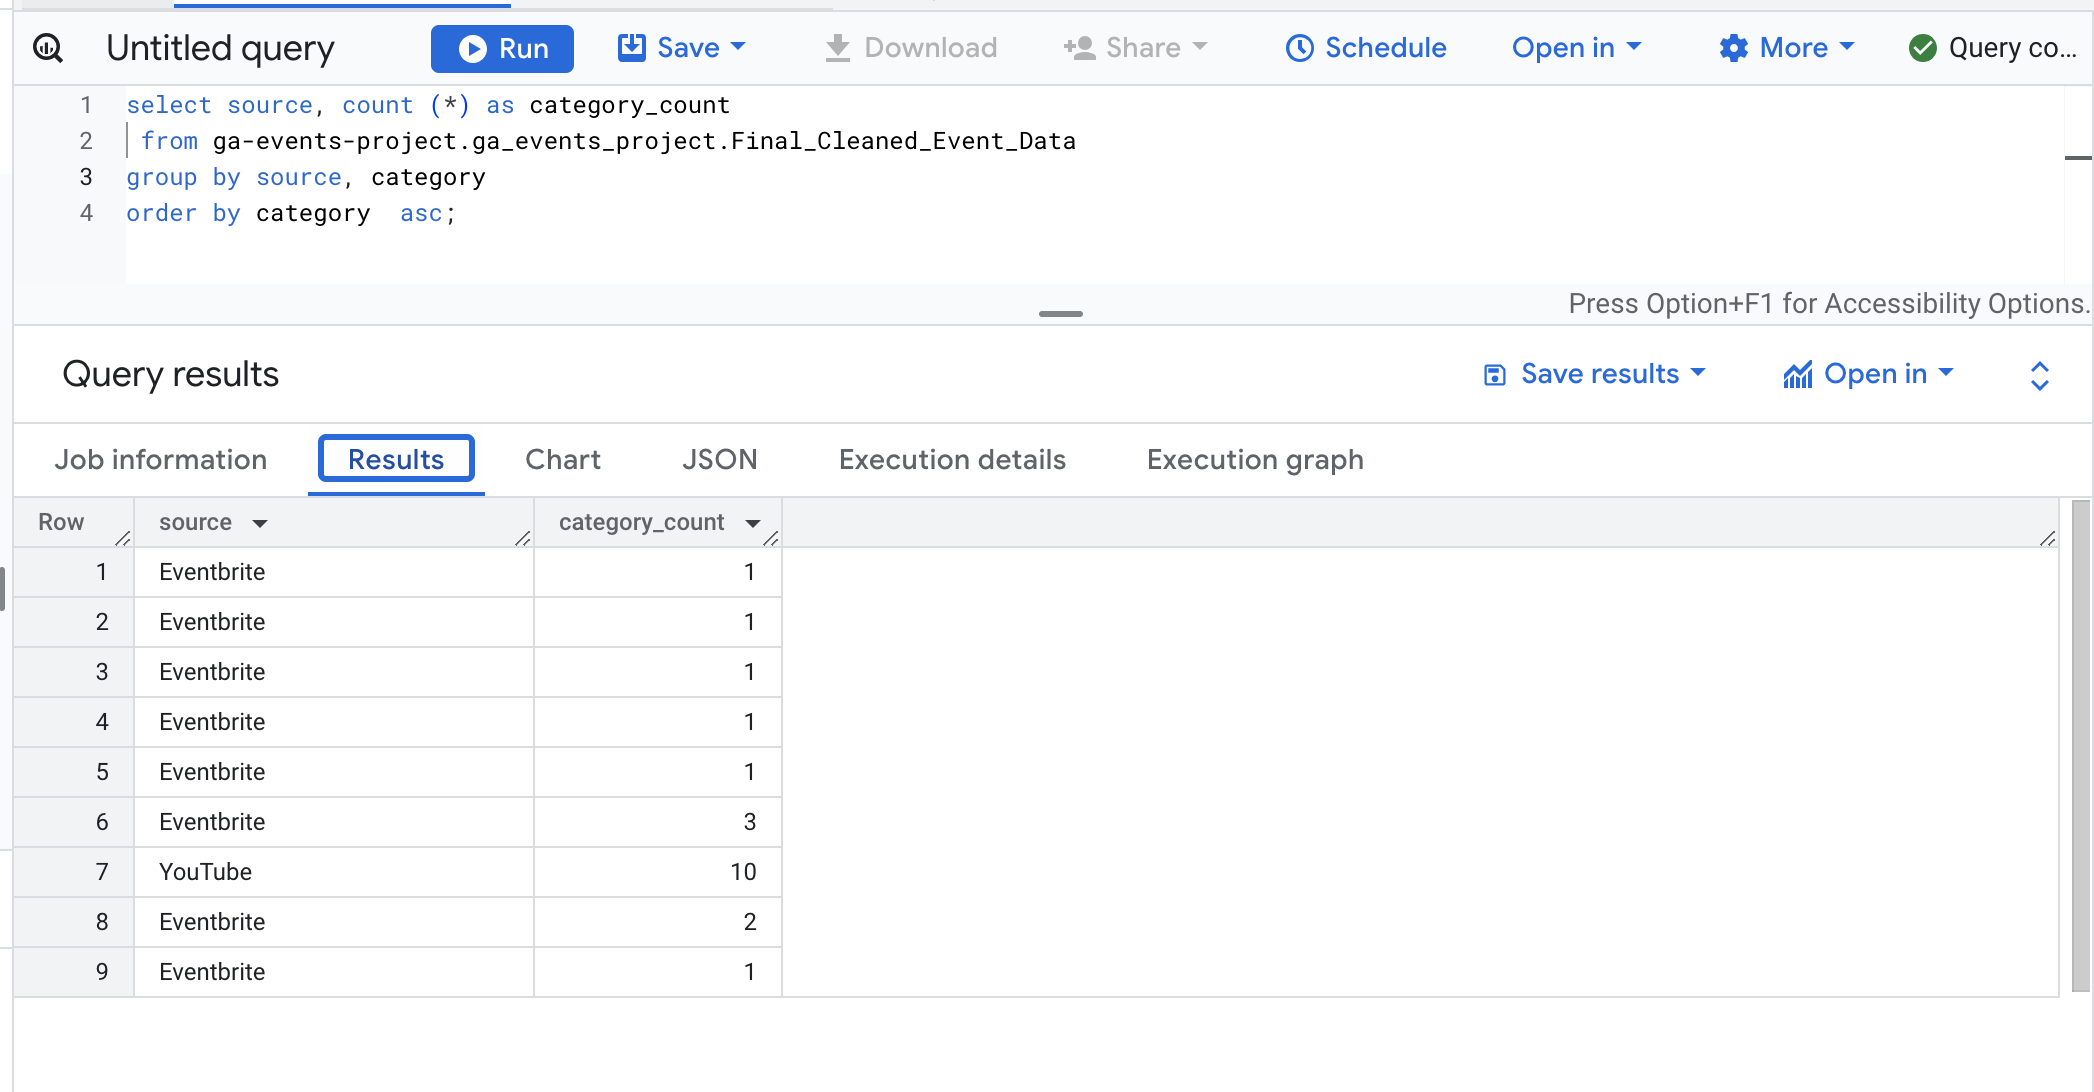 Untitled query Run Save Download Share Schedule Open in More Query co...
1 select source, count (*) as category_count
2 from ga-events-project.ga_events_project.Final_Cleaned_Event_Data
3 group by source, category
4 order by category  asc;
Press Option+F1 for Accessibility Options.
Query results Save results Open in
Job information Results Chart JSON Execution details Execution graph
Row source category_count
1 Eventbrite 1
2 Eventbrite 1
3 Eventbrite 1
4 Eventbrite 1
5 Eventbrite 1
6 Eventbrite 3
7 YouTube 10
8 Eventbrite 2
9 Eventbrite 1